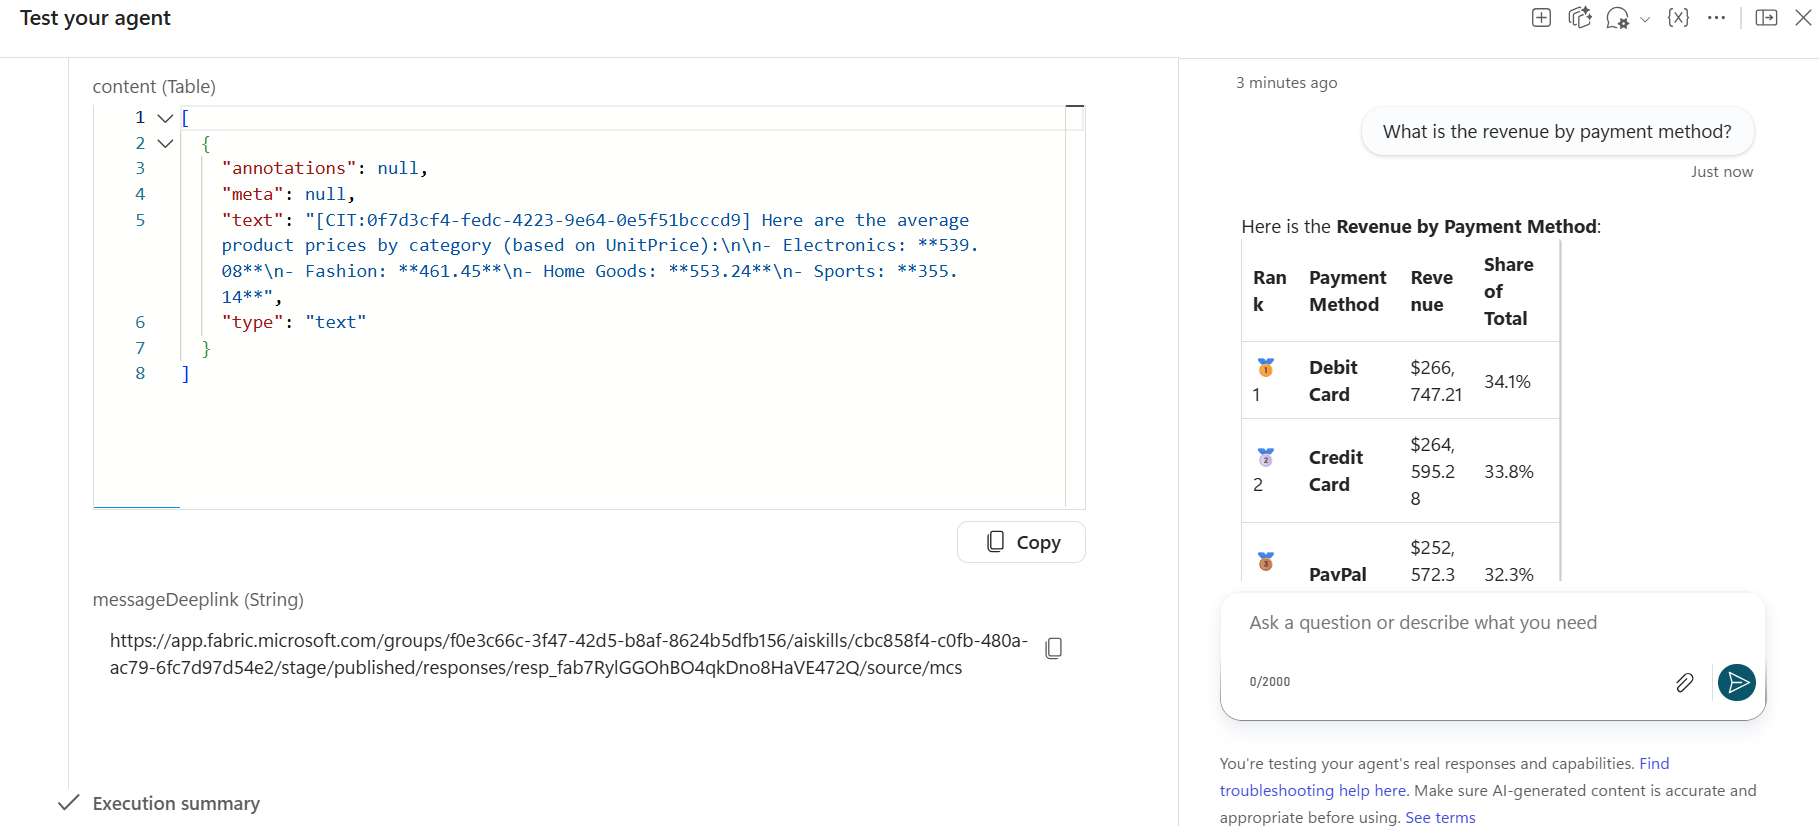 Test your agent
content (Table)
1 [
2 {
3 "annotations": null,
4 "meta": null,
5 "text": "[CIT:0f7d3cf4-fedc-4223-9e64-0e5f51bcccd9] Here are the average
product prices by category (based on UnitPrice):\n\n- Electronics: **539.
08**\n- Fashion: **461.45**\n- Home Goods: **553.24**\n- Sports: **355.
14**",
6 "type": "text"
7 }
8 ]
Copy
messageDeeplink (String)
https://app.fabric.microsoft.com/groups/f0e3c66c-3f47-42d5-b8af-8624b5dfb156/aiskills/cbc858f4-c0fb-480a-
ac79-6fc7d97d54e2/stage/published/responses/resp_fab7RylGGOhBO4qkDno8HaVE472Q/source/mcs
Execution summary
3 minutes ago
What is the revenue by payment method?
Just now
Here is the Revenue by Payment Method:
Ran
k
Payment
Method
Reve
nue
Share
of
Total
1
1
Debit
Card
$266,
747.21
34.1%
2
2
Credit
Card
$264,
595.2
8
33.8%
3
PayPal
$252,
572.3
32.3%
Ask a question or describe what you need
0/2000
You're testing your agent's real responses and capabilities. Find
troubleshooting help here. Make sure AI-generated content is accurate and
appropriate before using. See terms